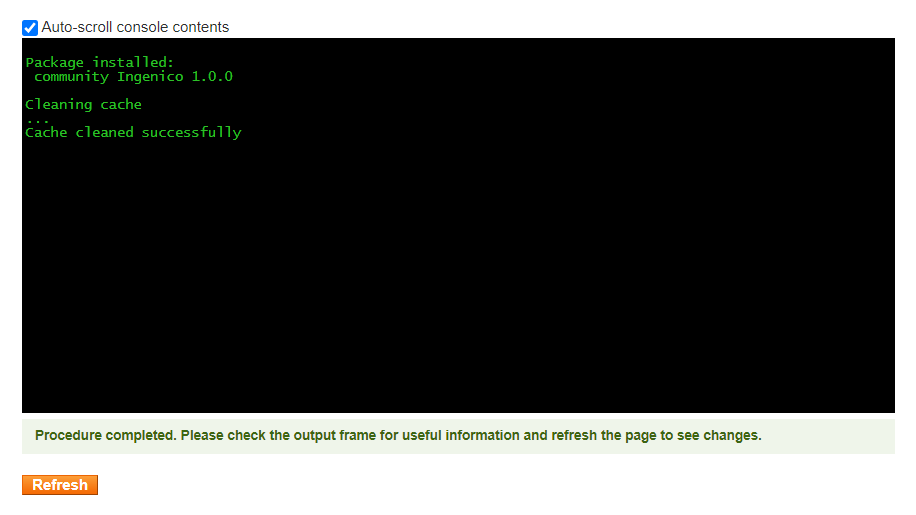 Auto-scroll console contents
Package installed:
community Ingenico 1.0.0
Cleaning cache
...
Cache cleaned successfully
Procedure completed. Please check the output frame for useful information and refresh the page to see changes.
Refresh